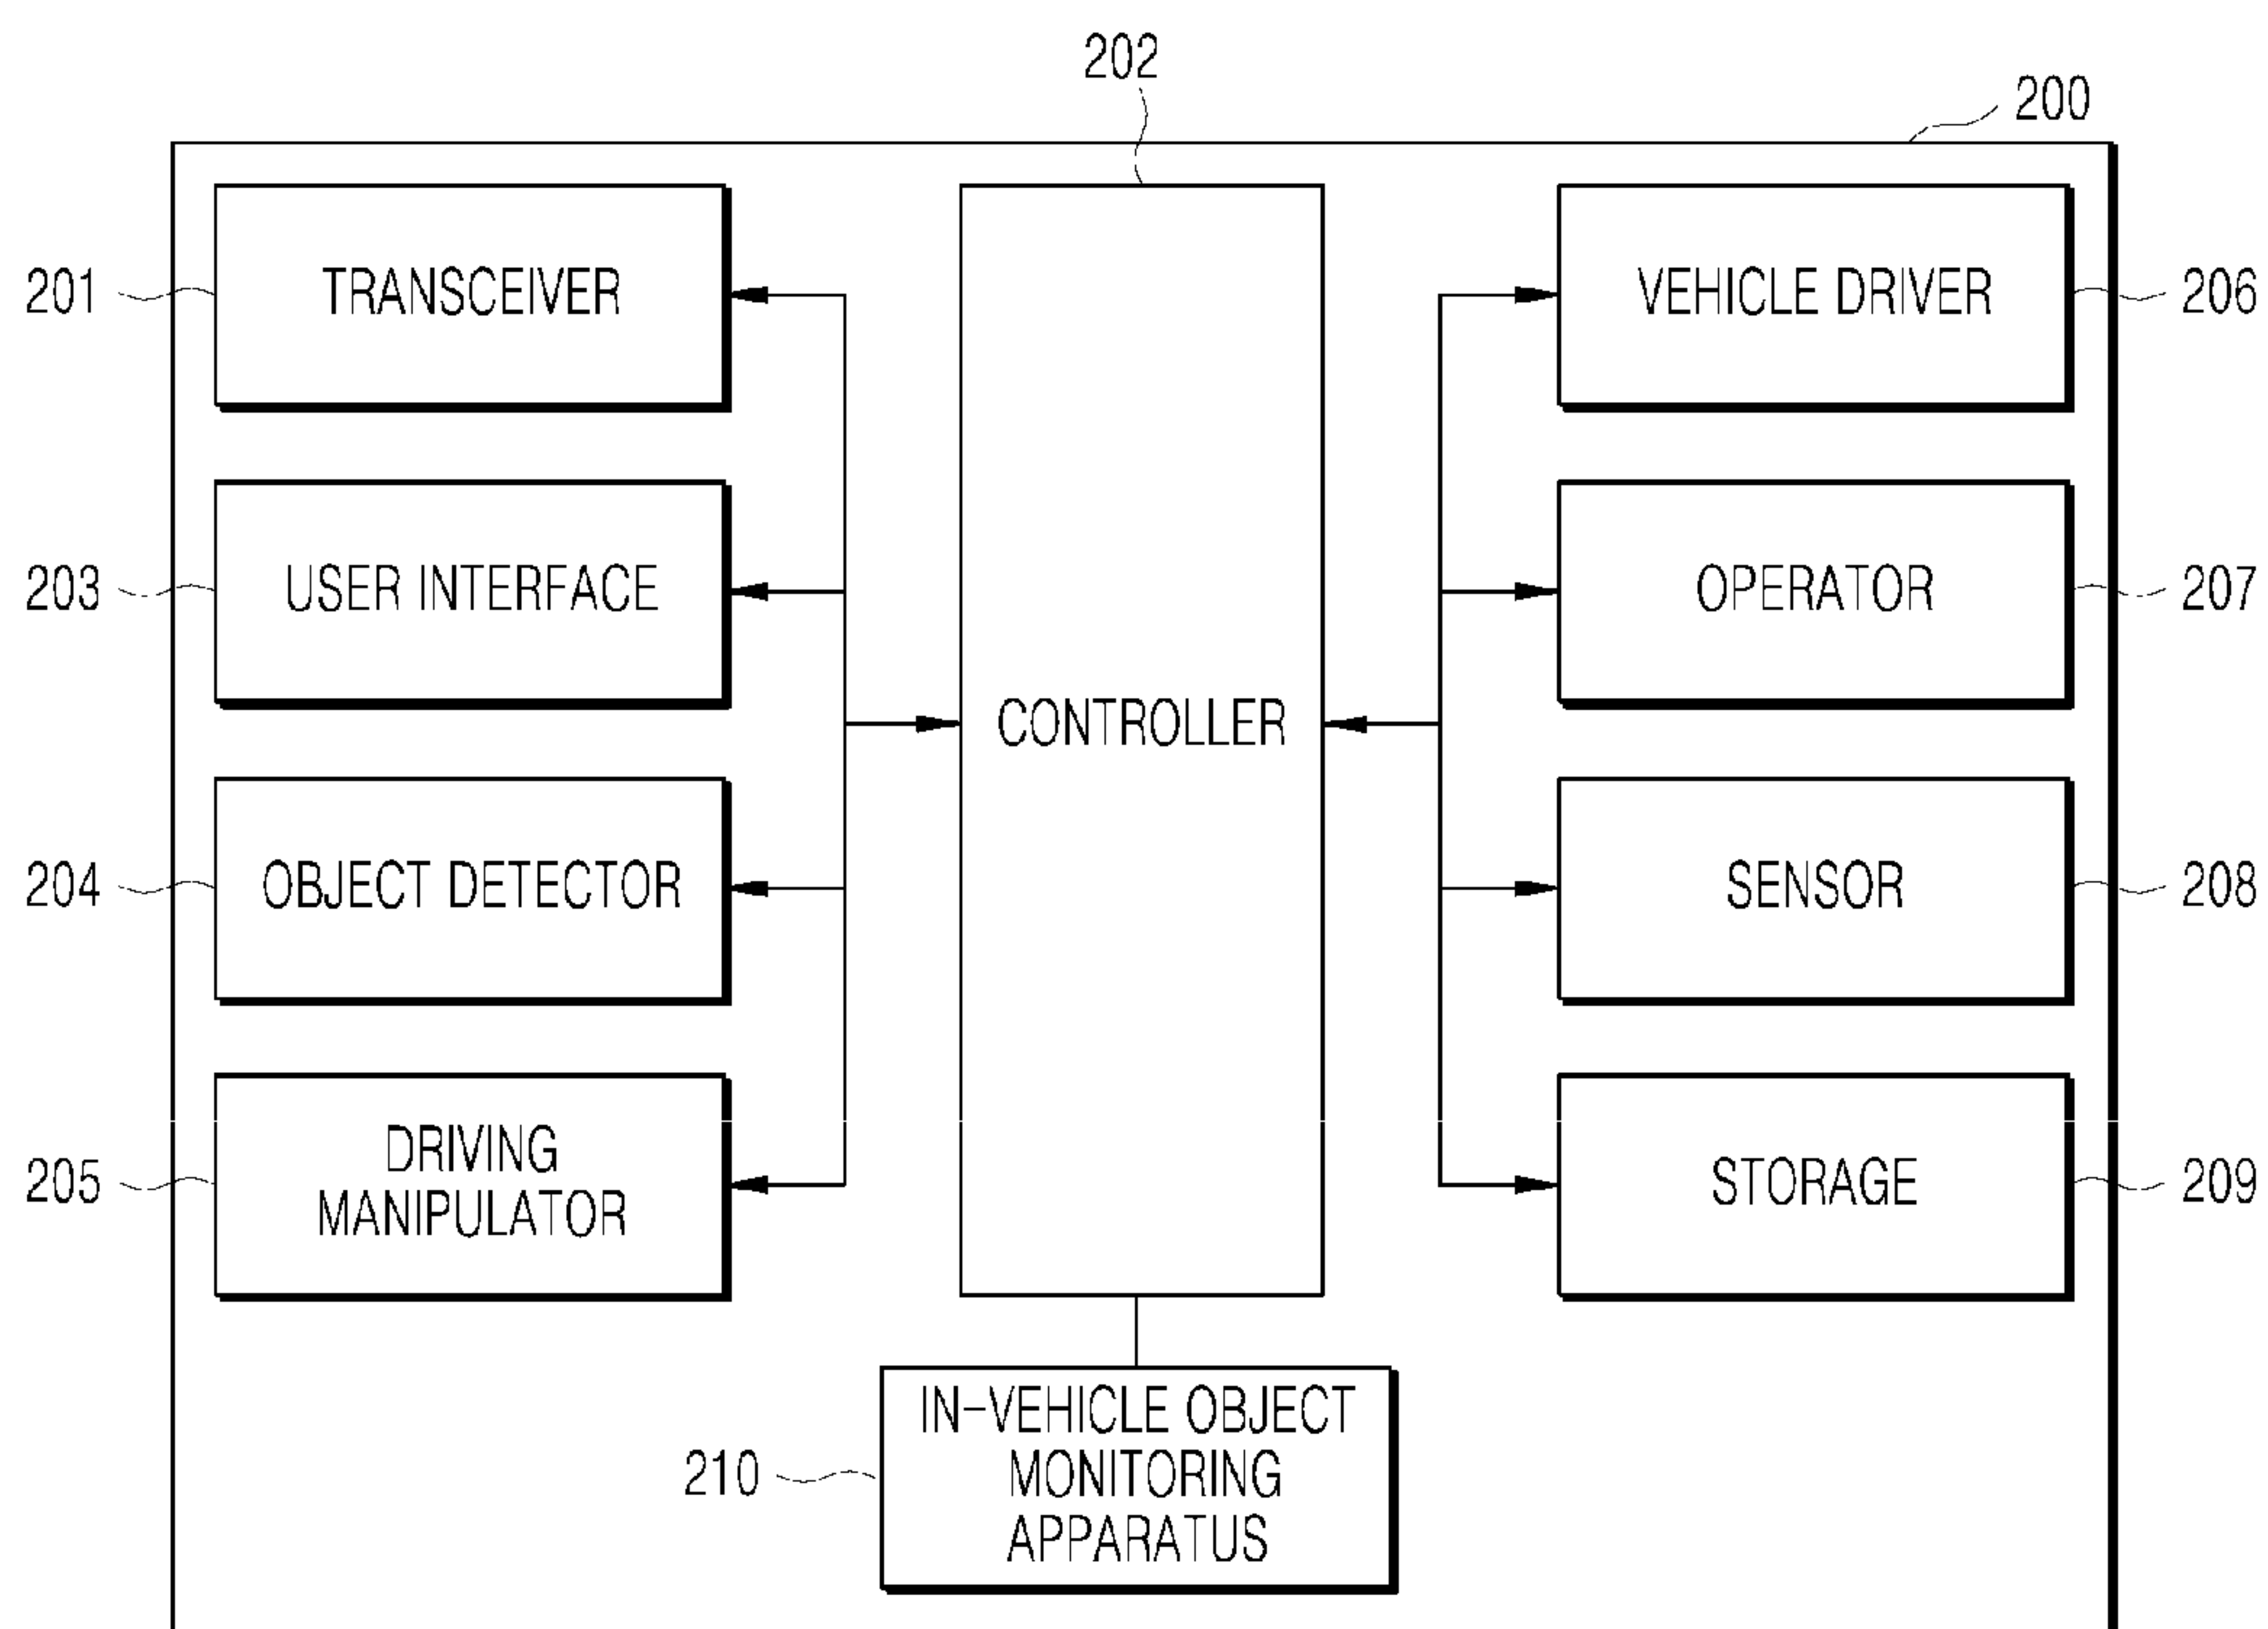 202
200
201
TRANSCEIVER
VEHICLE DRIVER
206
203
USER INTERFACE
OPERATOR
207
CONTROLLER
204
OBJECT DETECTOR
SENSOR
208
205
DRIVING
MANIPULATOR
STORAGE
209
210
IN-VEHICLE OBJECT
MONITORING
APPARATUS